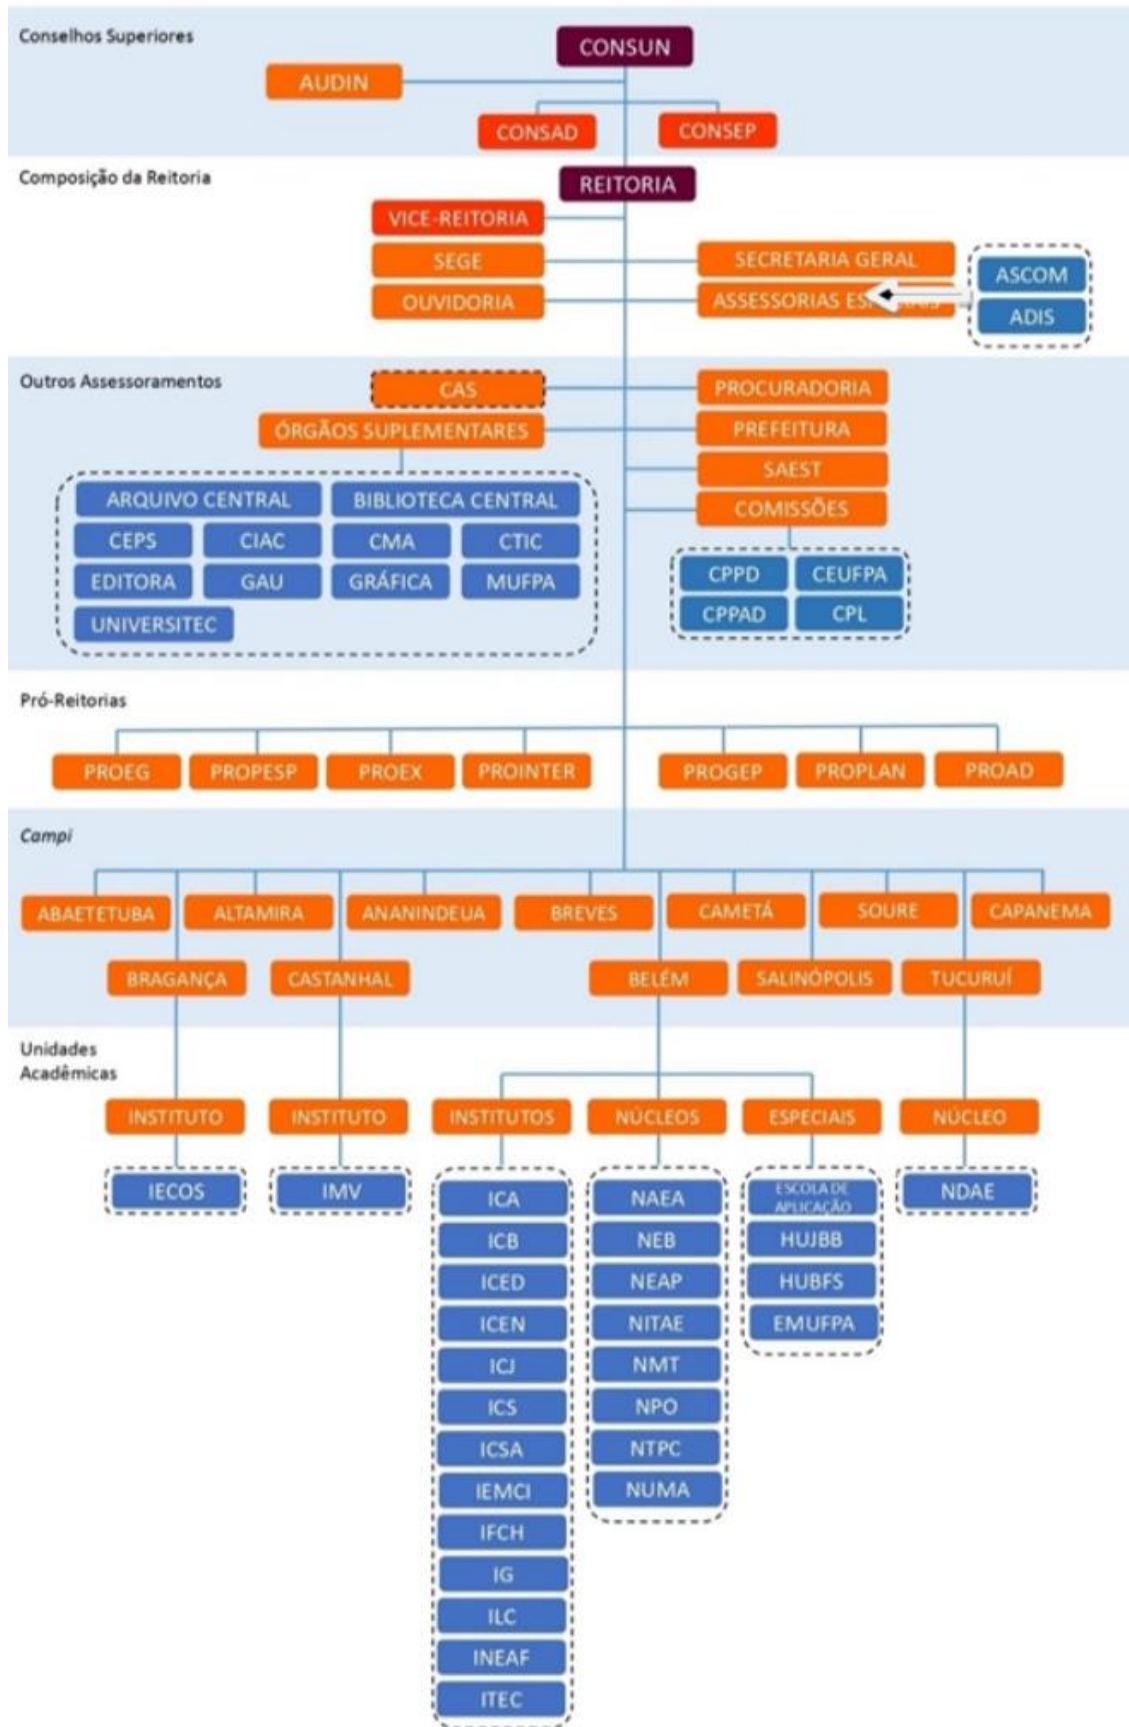 Conselhos Superiores
CONSUN
AUDIN
CONSAD
CONSEP
Composição da Reitoria
REITORIA
VICE-REITORIA
SEGE
SECRETARIA GERAL
OUVIDORIA
ASSESSORIAS
ASCOM
ADIS
Outros Assessoramentos
CAS
PROCURADORIA
ÓRGÃOS SUPLEMENTARES
PREFEITURA
SAEST
COMISSÕES
ARQUIVO CENTRAL
BIBLIOTECA CENTRAL
CEPS
CIAC
CMA
CTIC
EDITORA
GAU
GRÁFICA
MUFPA
UNIVERSITEC
CPPD
CEUFPA
CPPAD
CPL
Pró-Reitorias
PROEG
PROPESP
PROEX
PROINTER
PROGEP
PROPLAN
PROAD
Campi
ABAETETUBA
ALTAMIRA
ANANINDEUA
BREVES
CAMETÁ
SOURE
CAPANEMA
BRAGANÇA
CASTANHAL
BELÉM
SALINÓPOLIS
TUCURUÍ
Unidades
Acadêmicas
INSTITUTO
INSTITUTO
INSTITUTOS
NÚCLEOS
ESPECIAIS
NÚCLEO
IECOS
IMV
ICA
ICB
ICED
ICEN
ICJ
ICS
ICSA
IEMCI
IFCH
IG
ILC
INEAF
ITEC
NAEA
NEB
NEAP
NITAE
NMT
NPO
NTPC
NUMA
ESCOLA DE
APLICAÇÃO
HUJBB
HUBFS
EMUFPA
NDAE